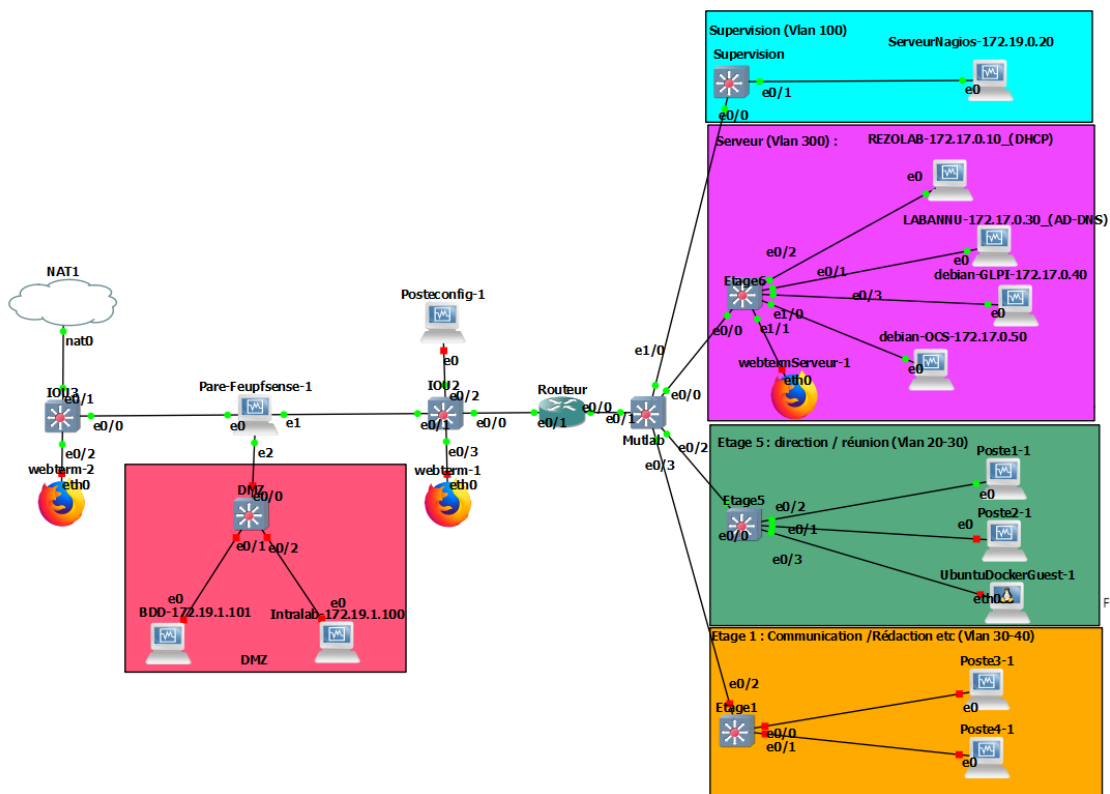 Supervision (Vlan 100)
Supervision
ServeurNagios-172.19.0.20
e0/1
e0
e0/0
Serveur (Vlan 300) :
REZOLAB-172.17.0.10_(DHCP)
e0
LABANNU-172.17.0.30_(AD-DNS)
e0/2
e0/1
e0
debian-GLPI-172.17.0.40
Etage6
e0/3
e0
e1/0
e0/0
e1/1
debian-OCS-172.17.0.50
e0
webtermServeur-1
eth0
NAT1
nat0
Posteconfig-1
e0
e1/0
IOU3
e0/1
e0/0
e0/2
Pare-Feupfsense-1
e0
e1
e2
IOU2
e0/2
e0/1
e0/0
e0/3
Routeur
e0/0
e0/1
e0/1
Mutlab
e0/0
e0/2
e0/3
webterm-2
eth0
webterm-1
eth0
DMZ
e0/0
e0/1
e0/2
e0
BDD-172.19.1.101
e0
Intralab-172.19.1.100
DMZ
Etage 5 : direction / réunion (Vlan 20-30)
Poste1-1
e0
Etage5
e0/2
e0/0
e0/1
e0
Poste2-1
e0/3
UbuntuDockerGuest-1
eth0
F
Etage 1 : Communication /Rédaction etc (Vlan 30-40)
Poste3-1
e0/2
e0
Etage1
e0/0
e0/1
Poste4-1
e0